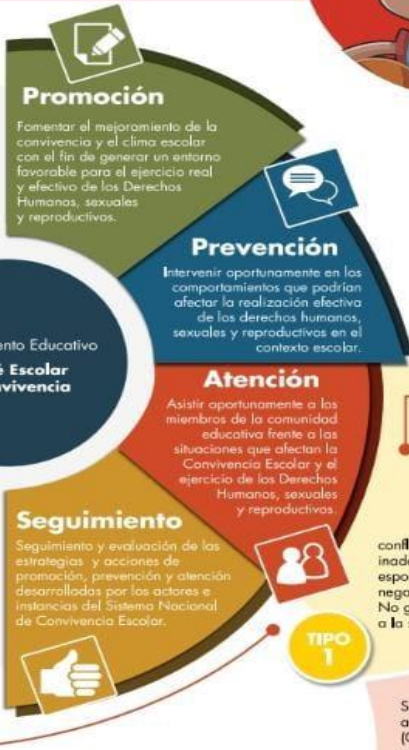 Promoción
Fomentar el mejoramiento de la
convivencia y el clima escolar
con el fin de generar un entorno
favorable para el ejercicio real
y efectivo de los Derechos
Humanos, sexuales
y reproductivos.
Prevención
Intervenir oportunamente en los
comportamientos que podrían
afectar la realización efectiva
de los derechos humanos,
sexuales y reproductivos en el
contexto escolar.
ento Educativo
Escolar
vivencia
Atención
Asistir oportunamente a los
miembros de la comunidad
educativa frente a las
situaciones que afectan la
Convivencia Escolar y el
ejercicio de los Derechos
Humanos, sexuales
y reproductivos.
Seguimiento
Seguimiento y evaluación de las
estrategias y acciones de
promoción, prevención y atención
desarrolladas por los actores e
instancias del Sistema Nacional
de Convivencia Escolar.
TIPO
1
confl
inad
espo
nega
No g
a la s
S
a
(C